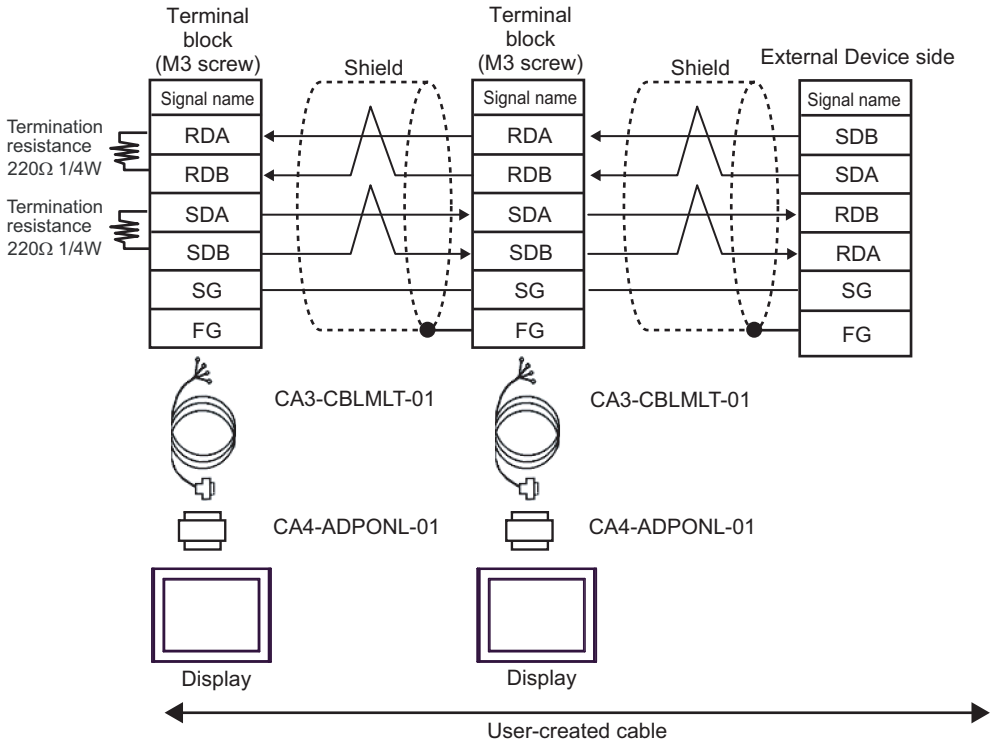 Terminal
block
(M3 screw)
Terminal
block
(M3 screw)
External Device side
Shield
Shield
Signal name
Signal name
Signal name
Termination
resistance
220Ω 1/4W
RDA
RDA
SDB
RDB
RDB
SDA
Termination
resistance
220Ω 1/4W
SDA
SDA
RDB
SDB
SDB
RDA
SG
SG
SG
FG
FG
FG
CA3-CBLMLT-01
CA3-CBLMLT-01
CA4-ADPONL-01
CA4-ADPONL-01
Display
Display
User-created cable